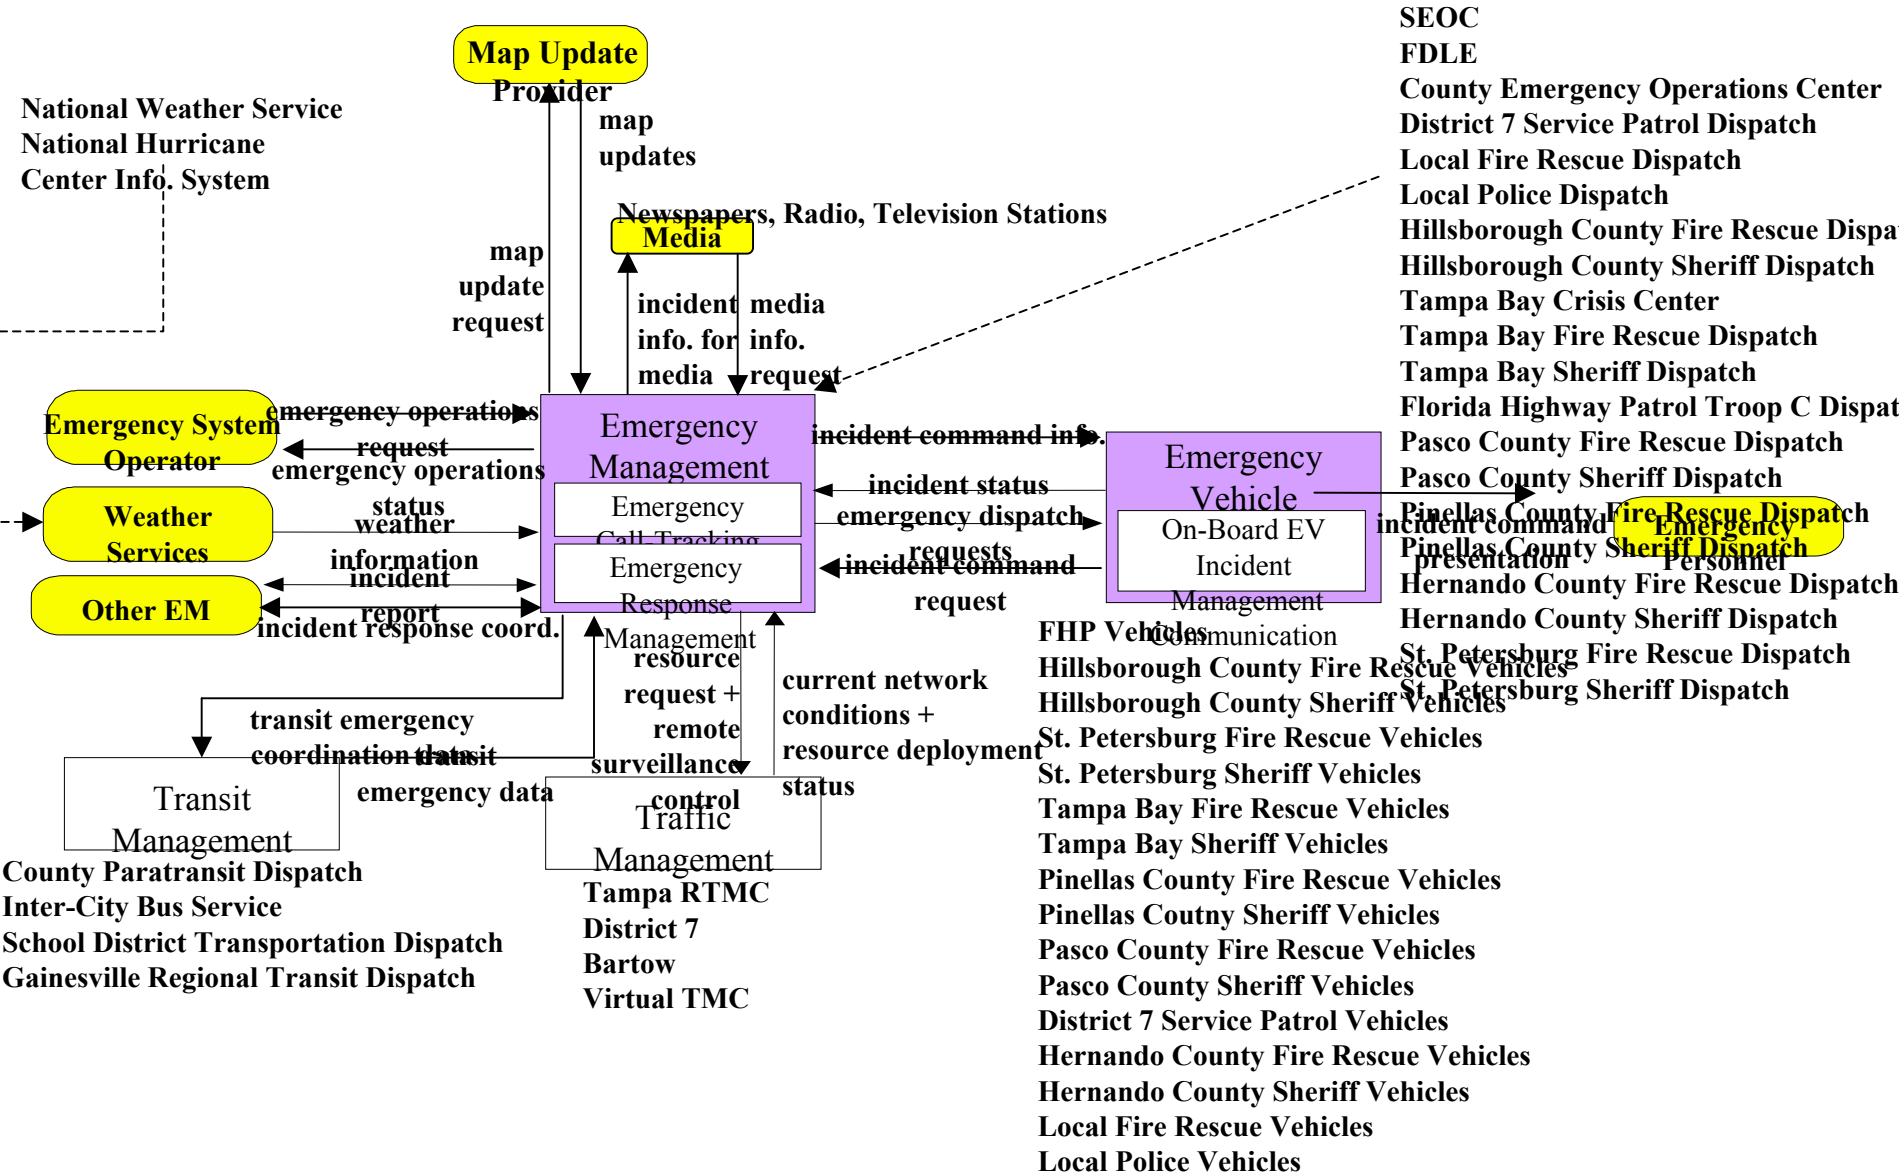 SEOC
FDLE
County Emergency Operations Center
District 7 Service Patrol Dispatch
Local Fire Rescue Dispatch
Local Police Dispatch
Hillsborough County Fire Rescue Dispa
Hillsborough County Sheriff Dispatch
Tampa Bay Crisis Center
Tampa Bay Fire Rescue Dispatch
Tampa Bay Sheriff Dispatch
Florida Highway Patrol Troop C Dispat
Pasco County Fire Rescue Dispatch
Pasco County Sheriff Dispatch
Pinellas County Fire Rescue Dispatch
Pinellas County Sheriff Dispatch
Hernando County Fire Rescue Dispatch
Hernando County Sheriff Dispatch
St. Petersburg Fire Rescue Dispatch
St. Petersburg Sheriff Dispatch
Map Update
Provider
National Weather Service
National Hurricane
Center Info. System
map
updates
Newspapers, Radio, Television Stations
Media
map
update
request
incident
info. for
media
media
info.
request
Emergency System
Operator
emergency operations
request
emergency operations
status
Weather
Services
weather
information
incident
report
Other EM
incident response coord.
Emergency
Management
Emergency
Call-Tracking
Emergency
Response
Management
incident command info.
incident status
emergency dispatch
requests
incident command
request
Emergency
Vehicle
On-Board EV
Incident
Management
Communication
incident command
presentation
Emergency
Personnel
transit emergency
coordination data
transit
emergency data
resource
request +
remote
surveillance
control
current network
conditions +
resource deployment
status
Transit
Management
County Paratransit Dispatch
Inter-City Bus Service
School District Transportation Dispatch
Gainesville Regional Transit Dispatch
Traffic
Management
Tampa RTMC
District 7
Bartow
Virtual TMC
FHP Vehicles
Hillsborough County Fire Rescue Vehicles
Hillsborough County Sheriff Vehicles
St. Petersburg Fire Rescue Vehicles
St. Petersburg Sheriff Vehicles
Tampa Bay Fire Rescue Vehicles
Tampa Bay Sheriff Vehicles
Pinellas County Fire Rescue Vehicles
Pinellas Coutny Sheriff Vehicles
Pasco County Fire Rescue Vehicles
Pasco County Sheriff Vehicles
District 7 Service Patrol Vehicles
Hernando County Fire Rescue Vehicles
Hernando County Sheriff Vehicles
Local Fire Rescue Vehicles
Local Police Vehicles